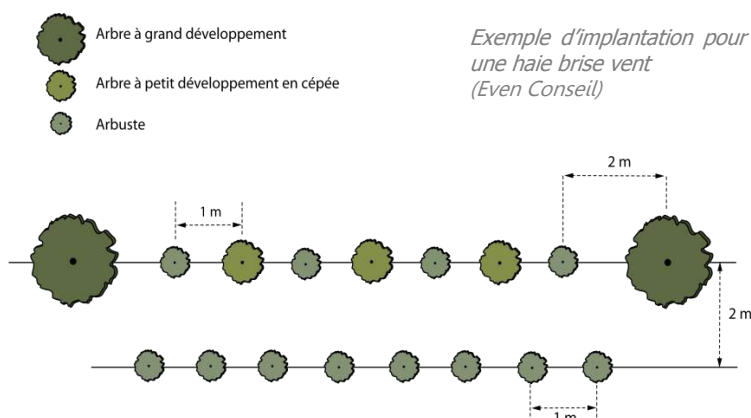 Arbre à grand développement
Exemple d'implantation pour
une haie brise vent
(Even Conseil)
Arbre à petit développement en cépée
Arbuste
2 m
1 m
2 m
1 m